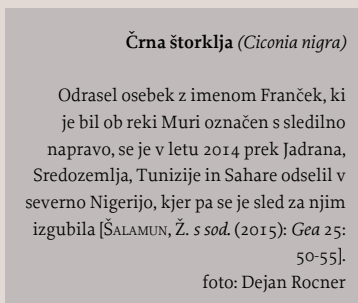 Črna štorklja (Ciconia nigra)
Odrasel osebek z imenom Franček, ki
je bil ob reki Muri označen s sledilno
napravo, se je v letu 2014 prek Jadrana,
Sredozemlja, Tunizije in Sahare odselil v
severno Nigerijo, kjer pa se je sled za njim
izgubila [Šalamun, Ž. s sod. (2015): Gea 25:
50-55].
foto: Dejan Rocner